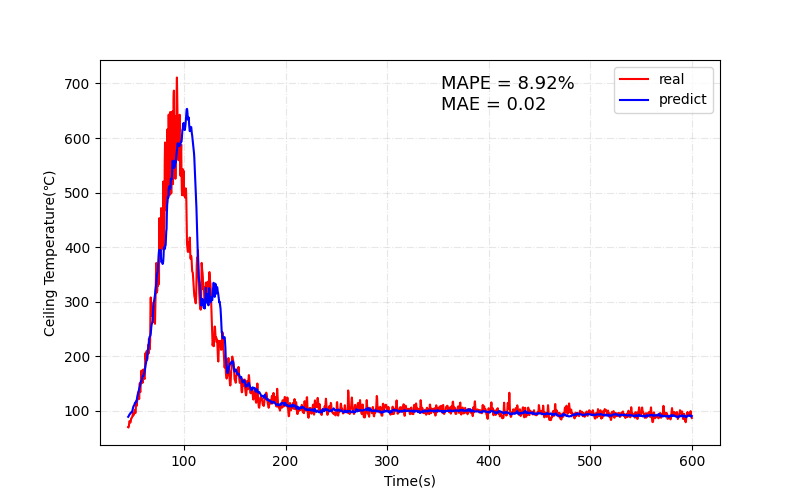 MAPE = 8.92%
MAE = 0.02
real
predict
700
600
500
400
300
200
100
Ceiling Temperature(℃)
100
200
300
400
500
600
Time(s)